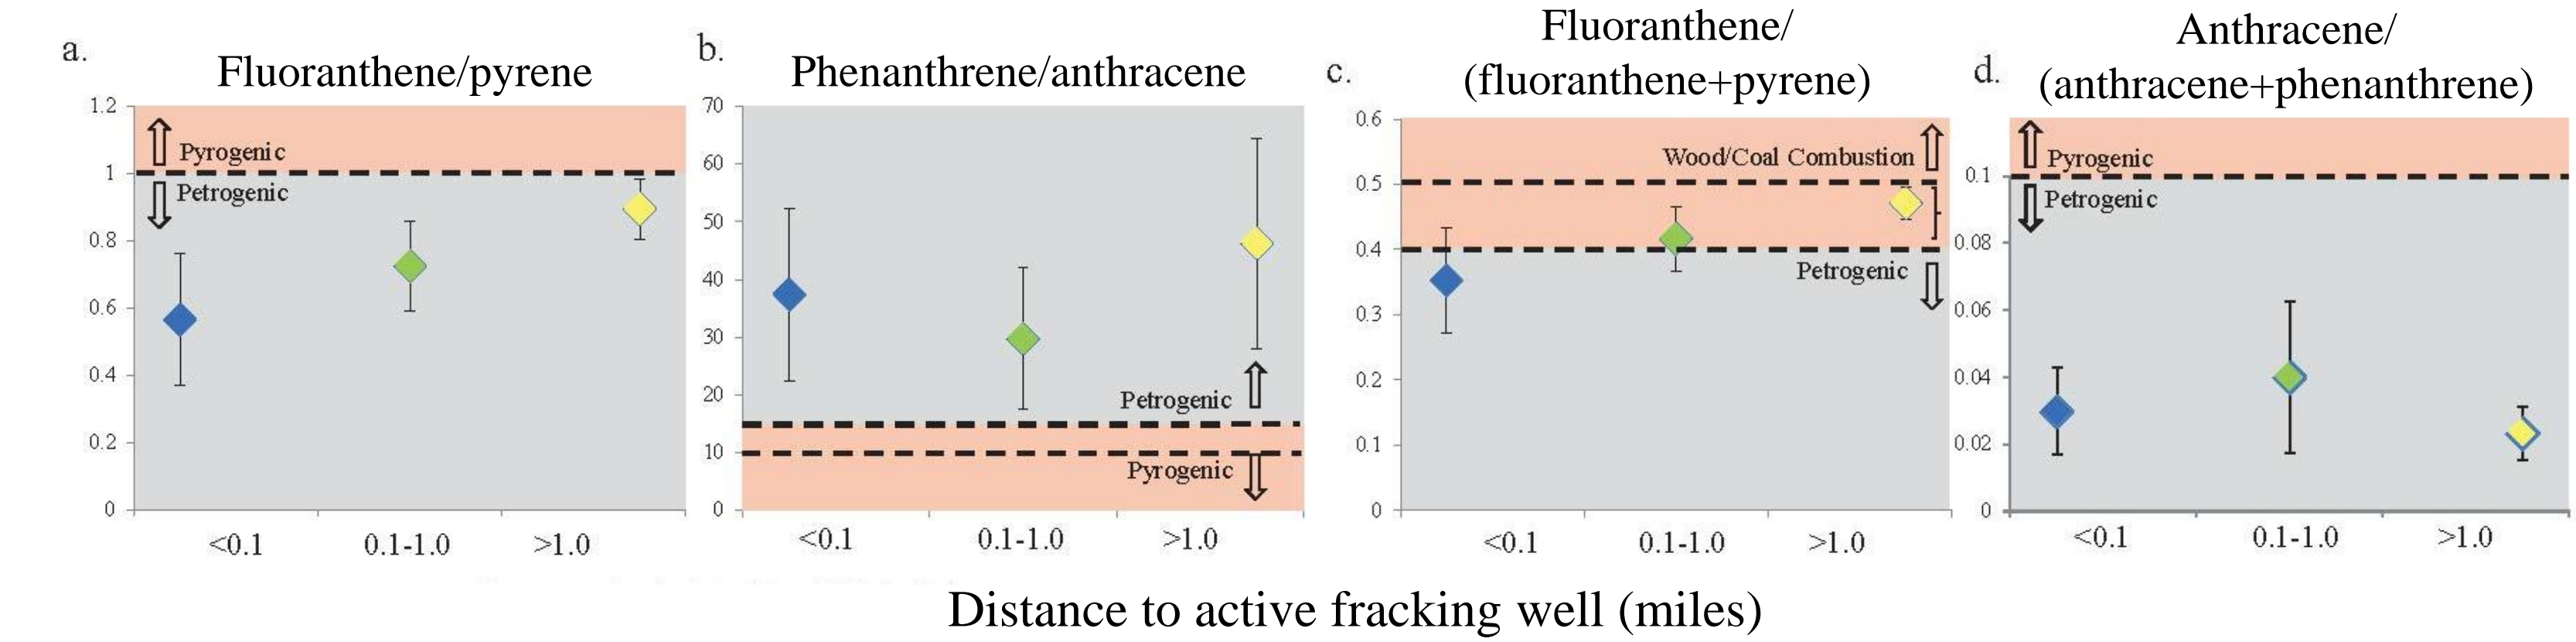 a.
Fluoranthene/pyrene
1.2
1
0.8
0.6
0.4
0.2
0
Pyrogenic
Petrogenic
<0.1
0.1-1.0
>1.0
b.
Phenanthrene/anthracene
70
60
50
40
30
20
10
0
Petrogenic
Pyrogenic
<0.1
0.1-1.0
>1.0
c.
Fluoranthene/
(fluoranthene+pyrene)
0.6
0.5
0.4
0.3
0.2
0.1
0
Wood/Coal Combustion
Petrogenic
<0.1
0.1-1.0
>1.0
d.
Anthracene/
(anthracene+phenanthrene)
0.1
0.08
0.06
0.04
0.02
0
Pyrogenic
Petrogenic
<0.1
0.1-1.0
>1.0
Distance to active fracking well (miles)